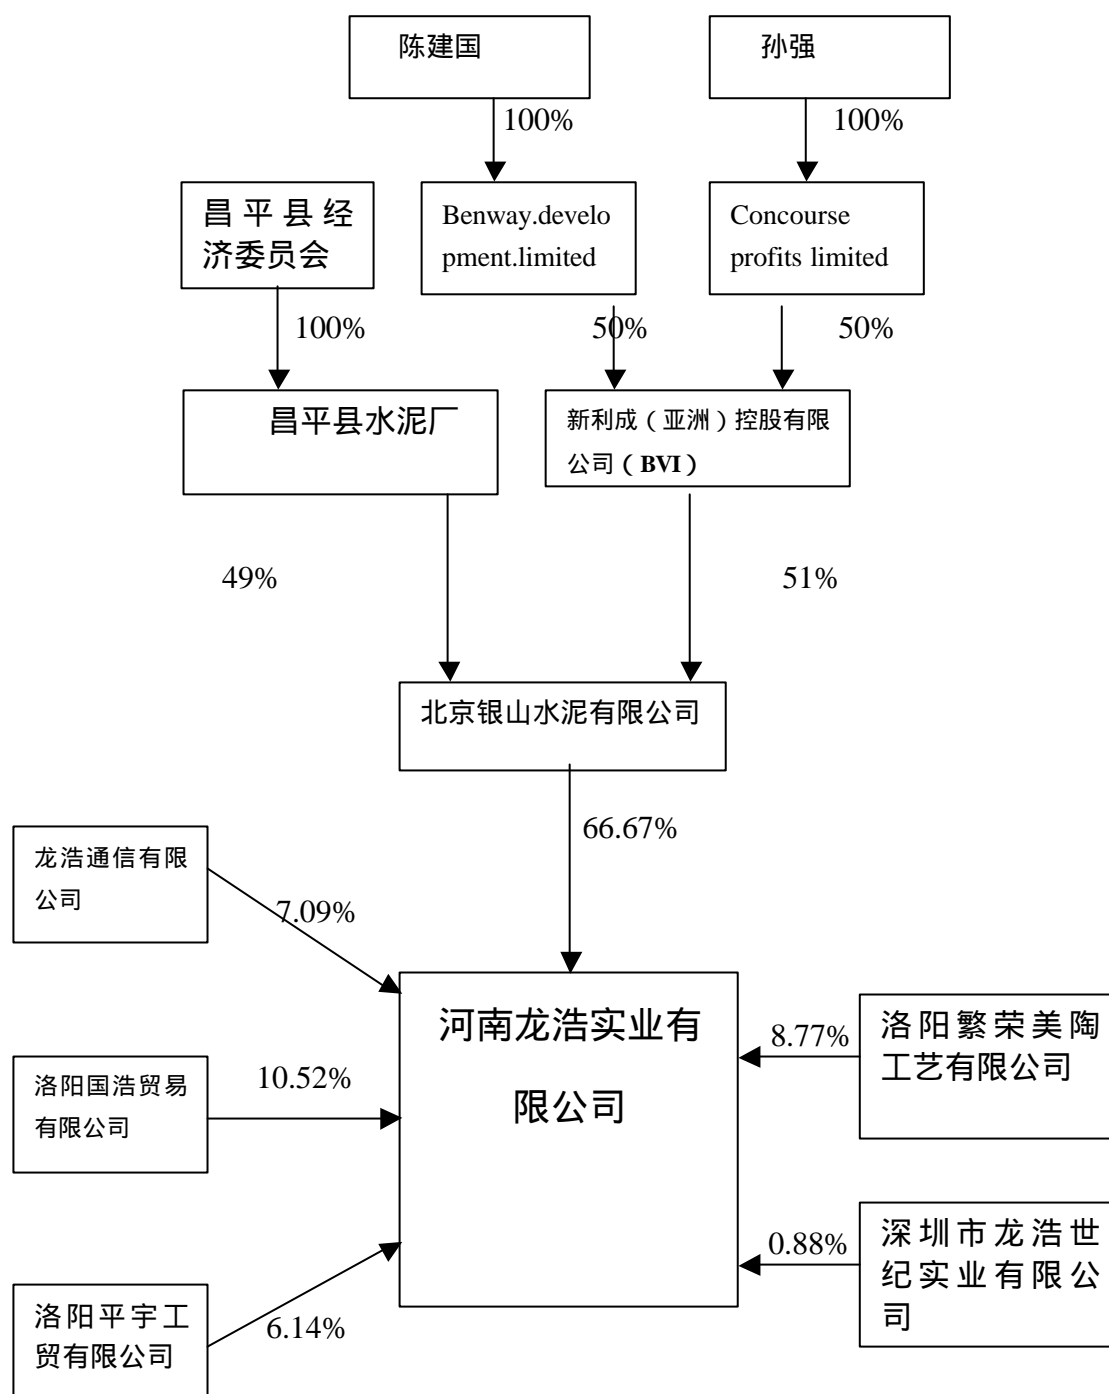 陈建国
孙强
100%
100%
昌平县经
济委员会
Benway.develo
pment.limited
Concourse
profits limited
100%
50%
50%
昌平县水泥厂
新利成（亚洲）控股有限
公司（BVI）
49%
51%
北京银山水泥有限公司
66.67%
龙浩通信有限
公司
7.09%
河南龙浩实业有
限公司
洛阳繁荣美陶
工艺有限公司
8.77%
洛阳国浩贸易
有限公司
10.52%
深圳市龙浩世
纪实业有限公
司
0.88%
洛阳平宇工
贸有限公司
6.14%